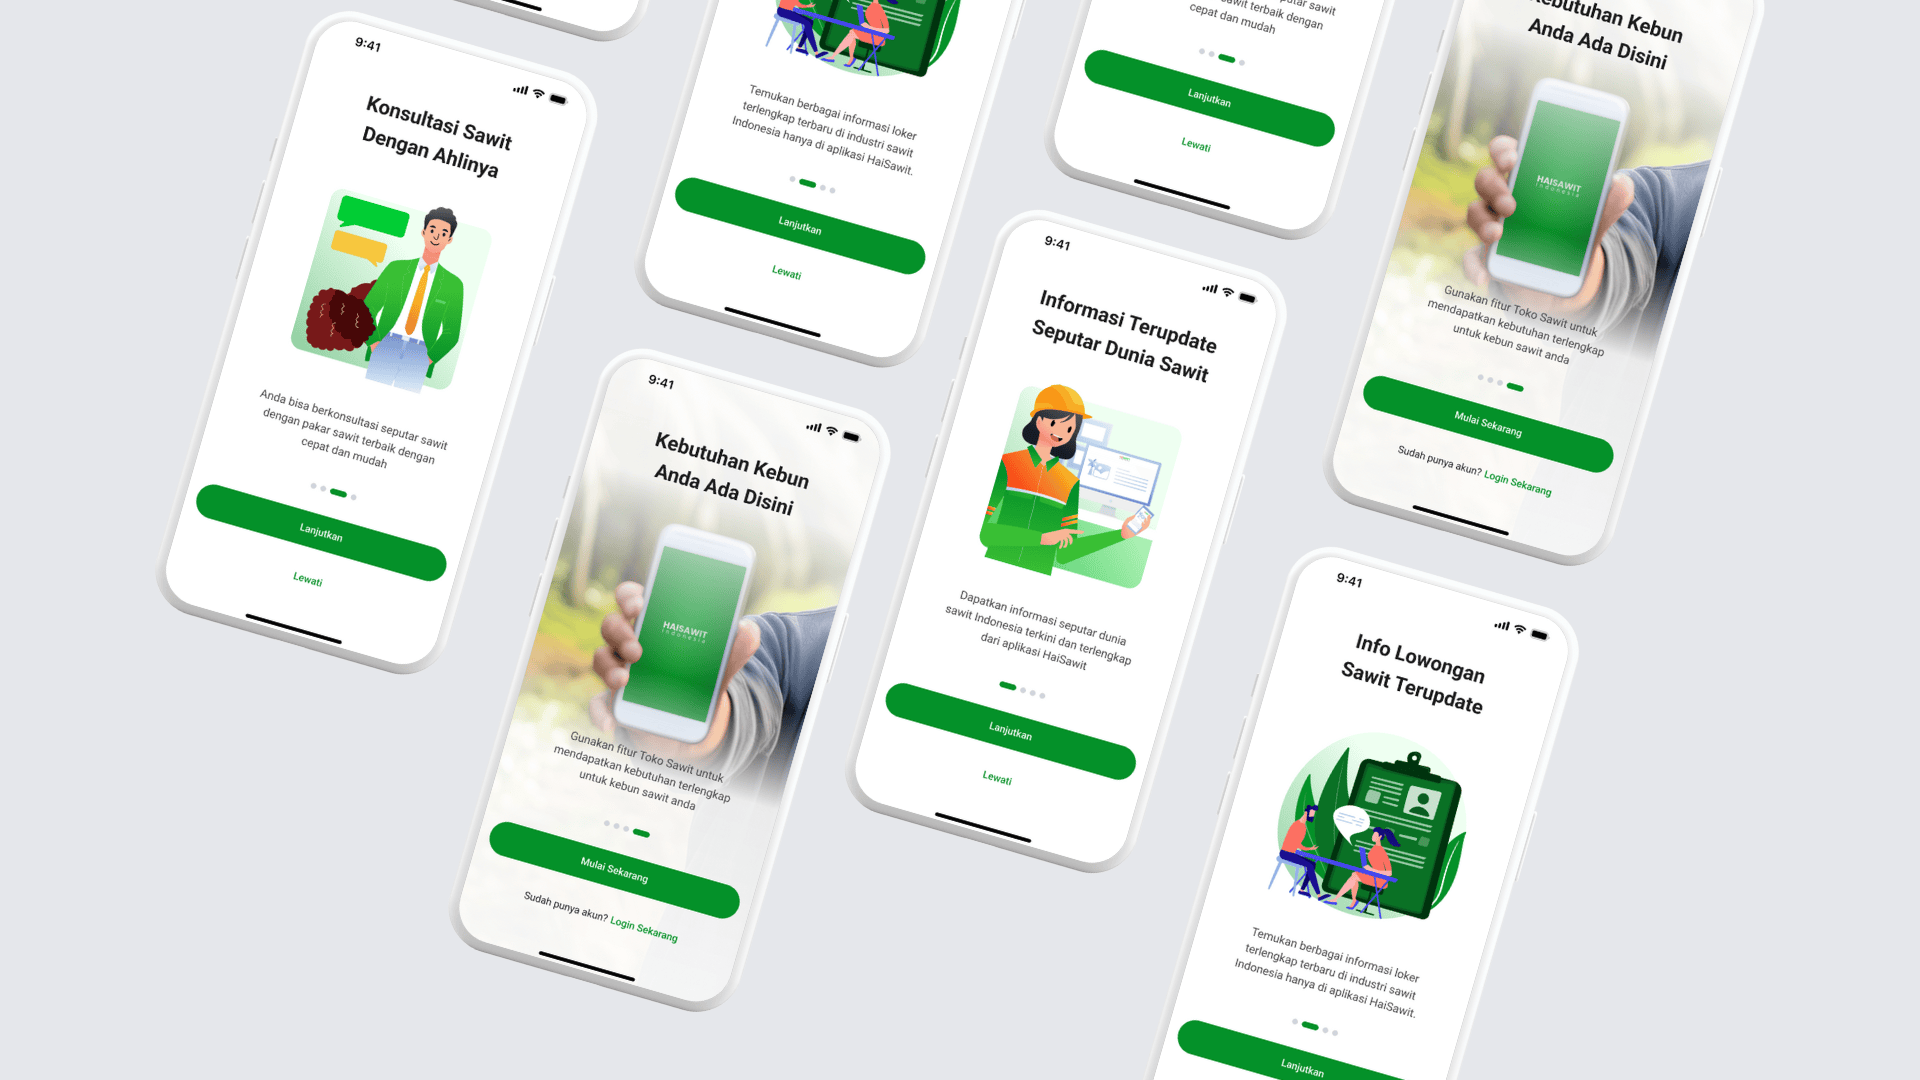 9:41
Konsultasi Sawit
Dengan Ahlinya
Anda bisa berkonsultasi seputar sawit
dengan pakar sawit terbaik dengan
cepat dan mudah
Lanjutkan
Lewati
Temukan berbagai informasi loker
terlengkap terbaru di industri sawit
Indonesia hanya di aplikasi HaiSawit.
Lanjutkan
Lewati
9:41
Kebutuhan Kebun
Anda Ada Disini
HAISAWIT
Indonesia
Gunakan fitur Toko Sawit untuk
mendapatkan kebutuhan terlengkap
untuk kebun sawit anda
Mulai Sekarang
Sudah punya akun? Login Sekarang
seputar sawit
sawit terbaik dengan
cepat dan mudah
Lanjutkan
Lewati
9:41
Informasi Terupdate
Seputar Dunia Sawit
Dapatkan informasi seputar dunia
sawit Indonesia terkini dan terlengkap
dari aplikasi HaiSawit
Lanjutkan
Lewati
Kebutuhan Kebun
Anda Ada Disini
HAISAWIT
Indonesia
Gunakan fitur Toko Sawit untuk
mendapatkan kebutuhan terlengkap
untuk kebun sawit anda
Mulai Sekarang
Sudah punya akun? Login Sekarang
9:41
Info Lowongan
Sawit Terupdate
Temukan berbagai informasi loker
terlengkap terbaru di industri sawit
Indonesia hanya di aplikasi HaiSawit.
Lanjutkan